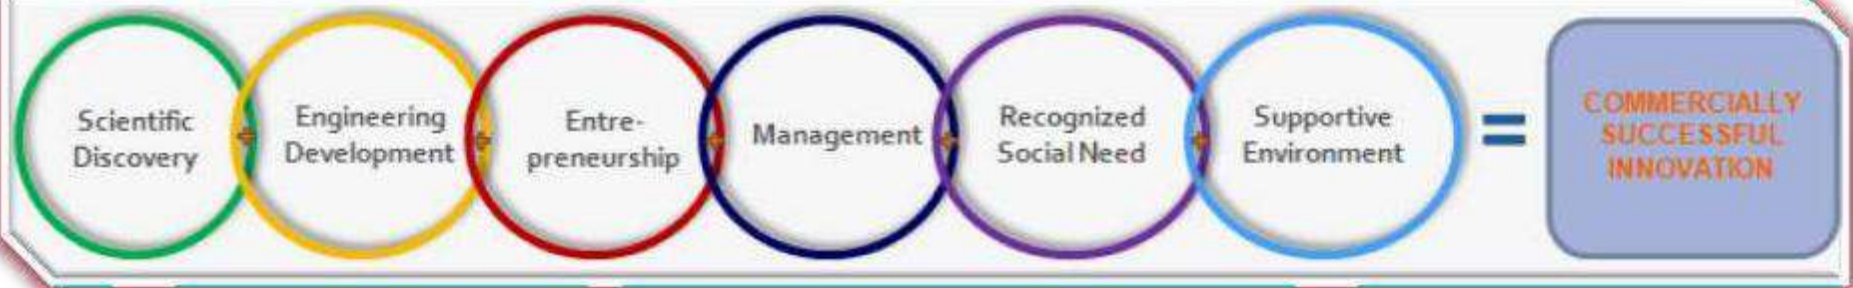 Scientific
Discovery
Engineering
Development
Entre-
preneurship
Management
Recognized
Social Need
Supportive
Environment
=
COMMERCIALLY
SUCCESSFUL
INNOVATION